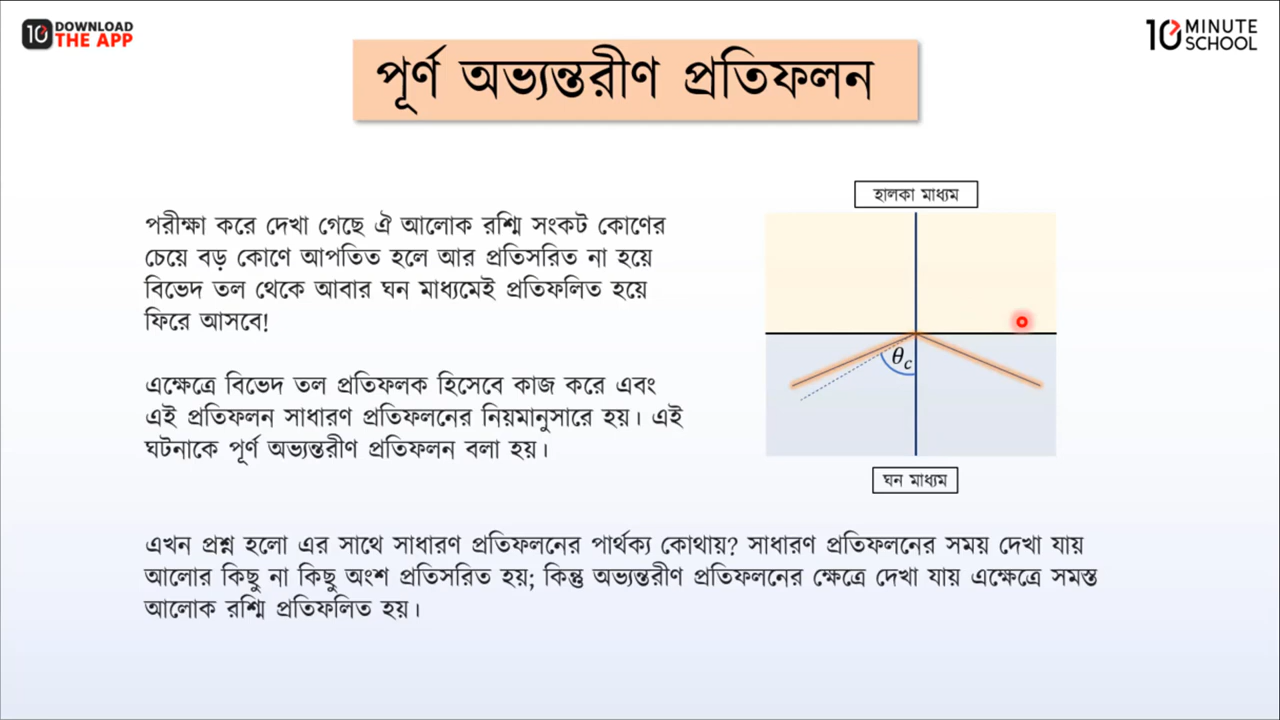 10 DOWNLOAD THE APP
10 MINUTE SCHOOL
পূর্ণ অভ্যন্তরীণ প্রতিফলন
পরীক্ষা করে দেখা গেছে ঐ আলোক রশ্মি সংকট কোণের
চেয়ে বড় কোণে আপতিত হলে আর প্রতিসরিত না হয়ে
বিভেদ তল থেকে আবার ঘন মাধ্যমেই প্রতিফলিত হয়ে
ফিরে আসবে!
এক্ষেত্রে বিভেদ তল প্রতিফলক হিসেবে কাজ করে এবং
এই প্রতিফলন সাধারণ প্রতিফলনের নিয়মানুসারে হয়। এই
ঘটনাকে পূর্ণ অভ্যন্তরীণ প্রতিফলন বলা হয়।
হালকা মাধ্যম
θc
ঘন মাধ্যম
এখন প্রশ্ন হলো এর সাথে সাধারণ প্রতিফলনের পার্থক্য কোথায়? সাধারণ প্রতিফলনের সময় দেখা যায়
আলোর কিছু না কিছু অংশ প্রতিসরিত হয়; কিন্তু অভ্যন্তরীণ প্রতিফলনের ক্ষেত্রে দেখা যায় এক্ষেত্রে সমস্ত
আলোক রশ্মি প্রতিফলিত হয়।